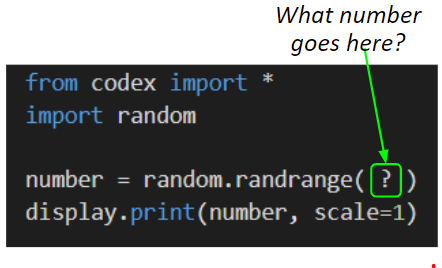 What number
goes here?
from codex import *
import random
number = random.randrange( ? )
display.print(number, scale=1)